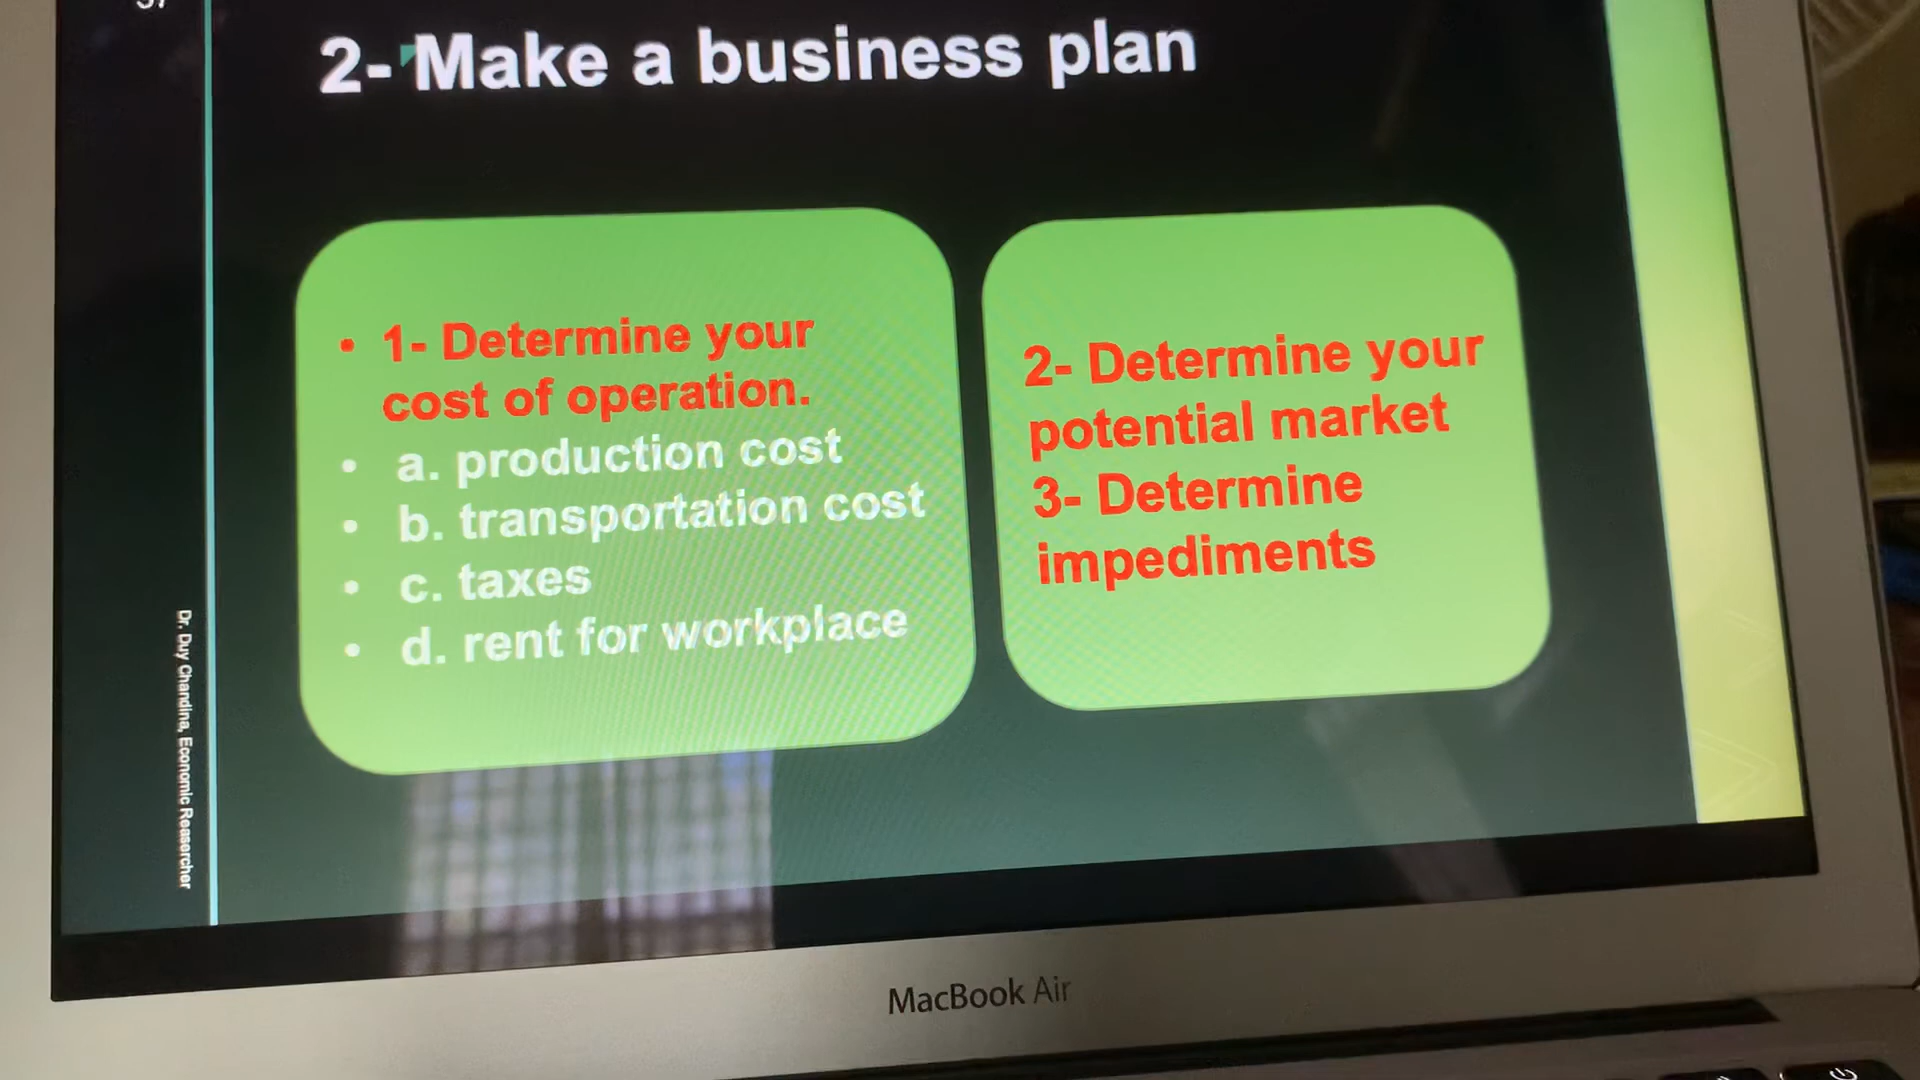 2- Make a business plan
• 1- Determine your
cost of operation.
• a. production cost
• b. transportation cost
• c. taxes
• d. rent for workplace
2- Determine your
potential market
3- Determine
impediments
Dr. Duy Chandina, Economic Reasercher
MacBook Air